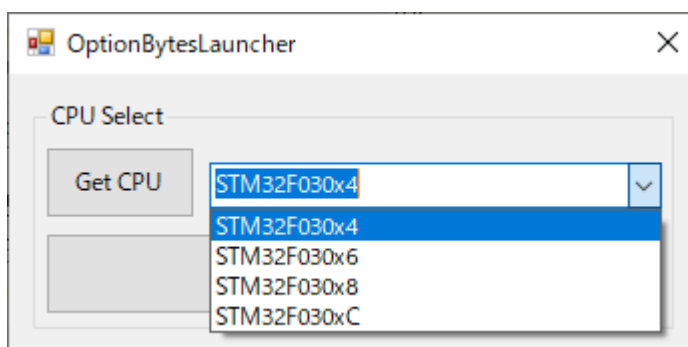 OptionBytesLauncher
CPU Select
Get CPU
STM32F030x4
STM32F030x4
STM32F030x6
STM32F030x8
STM32F030xC